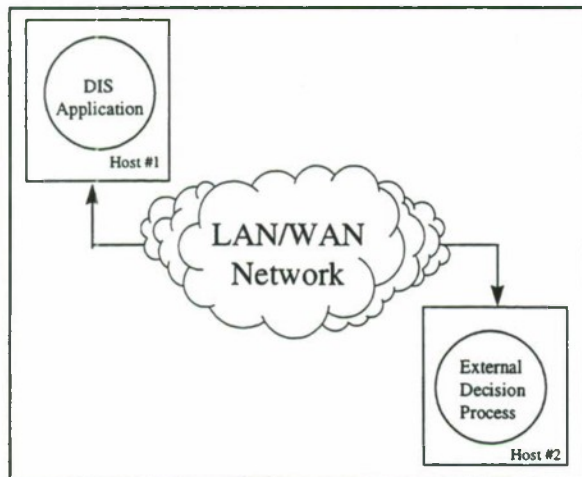 DIS
Application
Host #1
LAN/WAN
Network
External
Decision
Process
Host #2